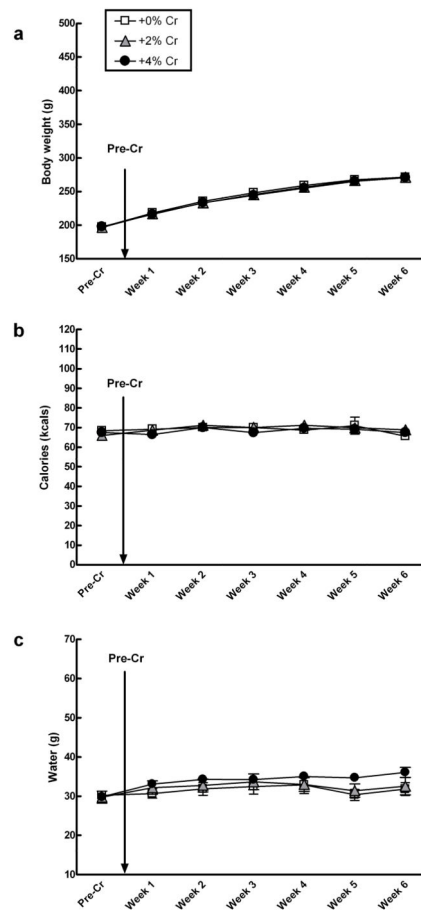 a
+0% Cr
+2% Cr
+4% Cr
Body weight (g)
500
450
400
350
300
250
200
150
Pre-Cr
Pre-Cr
Week 1
Week 2
Week 3
Week 4
Week 5
Week 6
b
Calories (kcals)
120
110
100
90
80
70
60
50
40
30
20
10
0
Pre-Cr
Pre-Cr
Week 1
Week 2
Week 3
Week 4
Week 5
Week 6
c
Water (g)
70
60
50
40
30
20
10
Pre-Cr
Pre-Cr
Week 1
Week 2
Week 3
Week 4
Week 5
Week 6